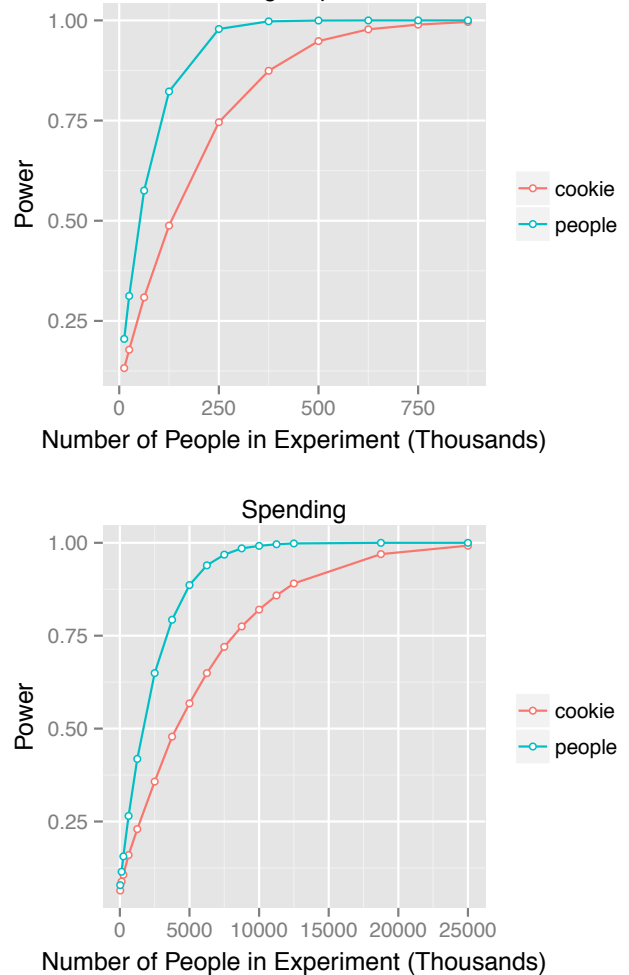 1.00
0.75
0.50
0.25
Power
0 250 500 750
Number of People in Experiment (Thousands)
cookie
people
Spending
1.00
0.75
0.50
0.25
Power
0 5000 10000 15000 20000 25000
Number of People in Experiment (Thousands)
cookie
people